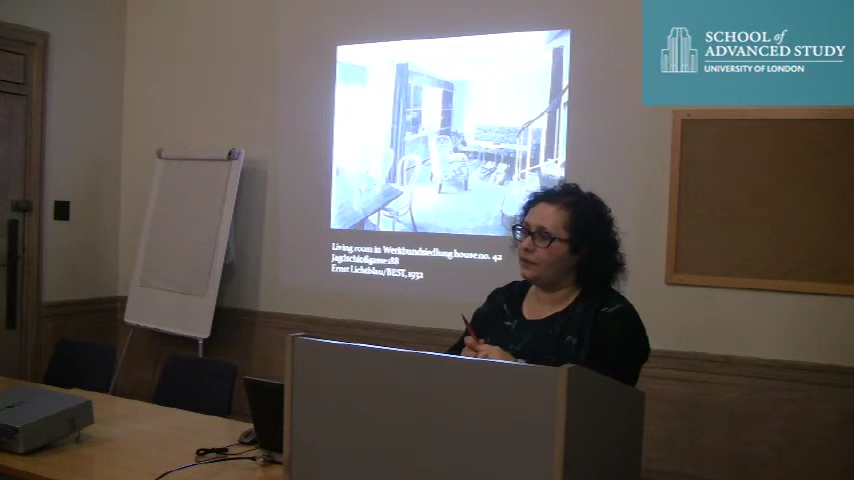 SCHOOL of
ADVANCED STUDY
UNIVERSITY OF LONDON
Living room in Werkbundsiedlung house no. 42
Jagdschloßgasse 188
Ernst Lichtblau/BEST, 1932